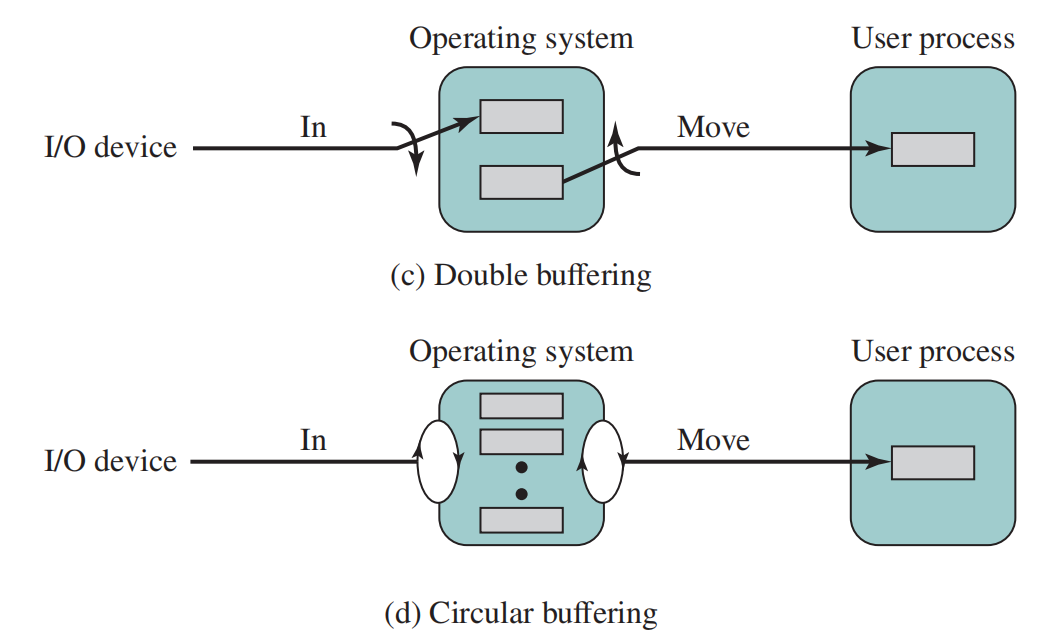 Operating system
User process
I/O device
In
Move
(c) Double buffering
Operating system
User process
I/O device
In
Move
(d) Circular buffering